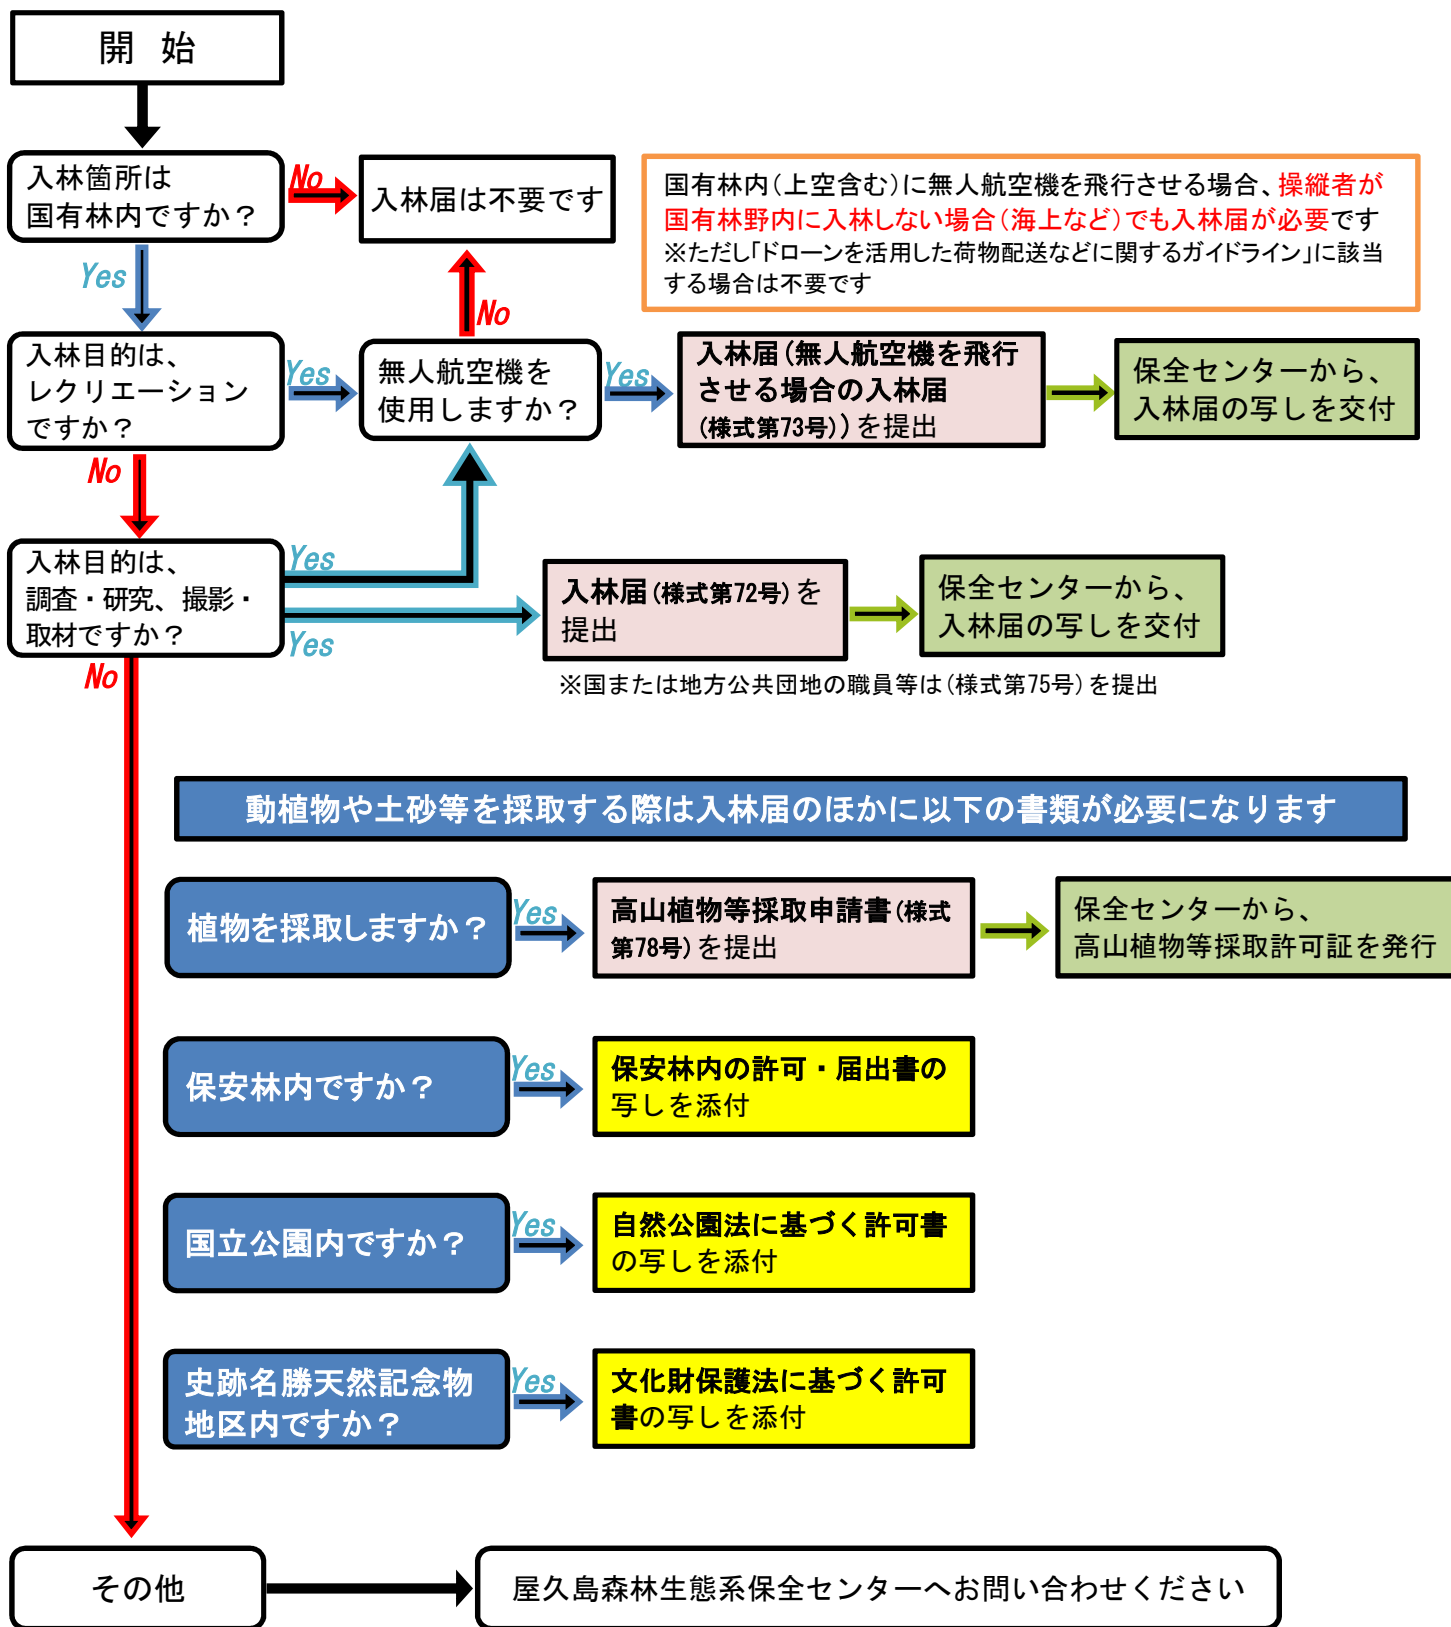 開 始
入林箇所は
国有林内ですか？
No
入林届は不要です
国有林内（上空含む）に無人航空機を飛行させる場合、操縦者が
国有林野内に入林しない場合（海上など）でも入林届が必要です
※ただし「ドローンを活用した荷物配送などに関するガイドライン」に該当
する場合は不要です
Yes
No
入林目的は、
レクリエーション
ですか？
Yes
無人航空機を
使用しますか？
Yes
入林届（無人航空機を飛行
させる場合の入林届
（様式第73号））を提出
保全センターから、
入林届の写しを交付
No
入林目的は、
調査・研究、撮影・
取材ですか？
Yes
Yes
入林届（様式第72号）を
提出
保全センターから、
入林届の写しを交付
※国または地方公共団地の職員等は（様式第75号）を提出
No
動植物や土砂等を採取する際は入林届のほかに以下の書類が必要になります
植物を採取しますか？
Yes
高山植物等採取申請書（様式
第78号）を提出
保全センターから、
高山植物等採取許可証を発行
保安林内ですか？
Yes
保安林内の許可・届出書の
写しを添付
国立公園内ですか？
Yes
自然公園法に基づく許可書
の写しを添付
史跡名勝天然記念物
地区内ですか？
Yes
文化財保護法に基づく許可
書の写しを添付
その他
屋久島森林生態系保全センターへお問い合わせください